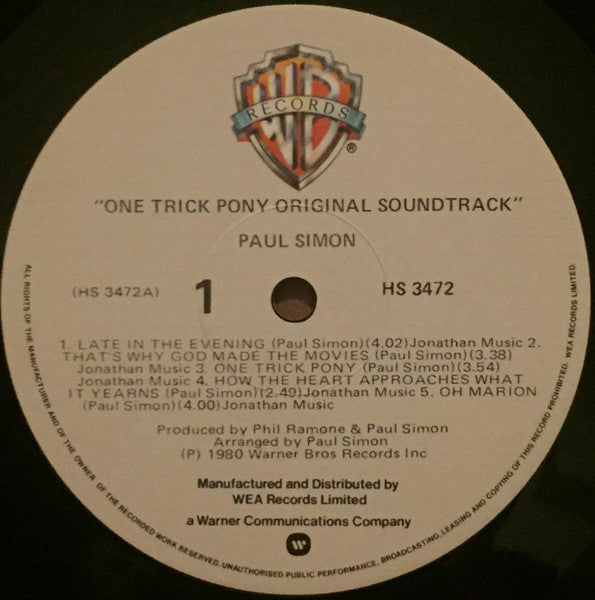 WB
RECORDS
®
"ONE TRICK PONY ORIGINAL SOUNDTRACK"
PAUL SIMON
(HS 3472A) 1 HS 3472
1. LATE IN THE EVENING (Paul Simon)(4.02)Jonathan Music 2.
THAT'S WHY GOD MADE THE MOVIES (Paul Simon)(3.38)
Jonathan Music 3. ONE-TRICK PONY (Paul Simon)(3.54)
Jonathan Music 4. HOW THE HEART APPROACHES WHAT
IT YEARNS (Paul Simon)(2.49)Jonathan Music 5. OH MARION
(Paul Simon)(4.00)Jonathan Music
Produced by Phil Ramone & Paul Simon
Arranged by Paul Simon
(P) 1980 Warner Bros Records Inc
Manufactured and Distributed by
WEA Records Limited
a Warner Communications Company
ALL RIGHTS OF THE MANUFACTURER AND OF THE OWNER OF THE RECORDED WORK RESERVED. UNAUTHORISED PUBLIC PERFORMANCE, BROADCASTING, LEASING AND COPYING OF THIS RECORD PROHIBITED. WEA RECORDS LIMITED.